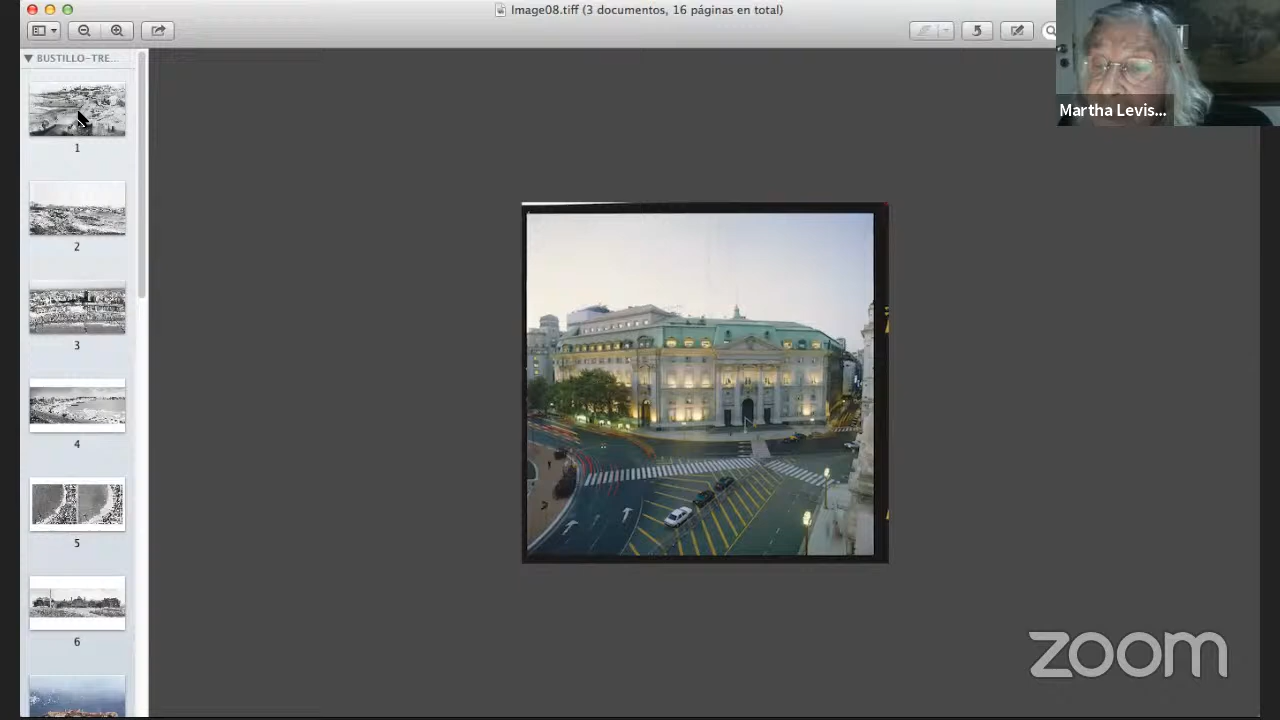 Image08.tiff (3 documentos, 16 páginas en total)
BUSTILLO-TRE...
1
2
3
4
5
6
Martha Levis...
zoom